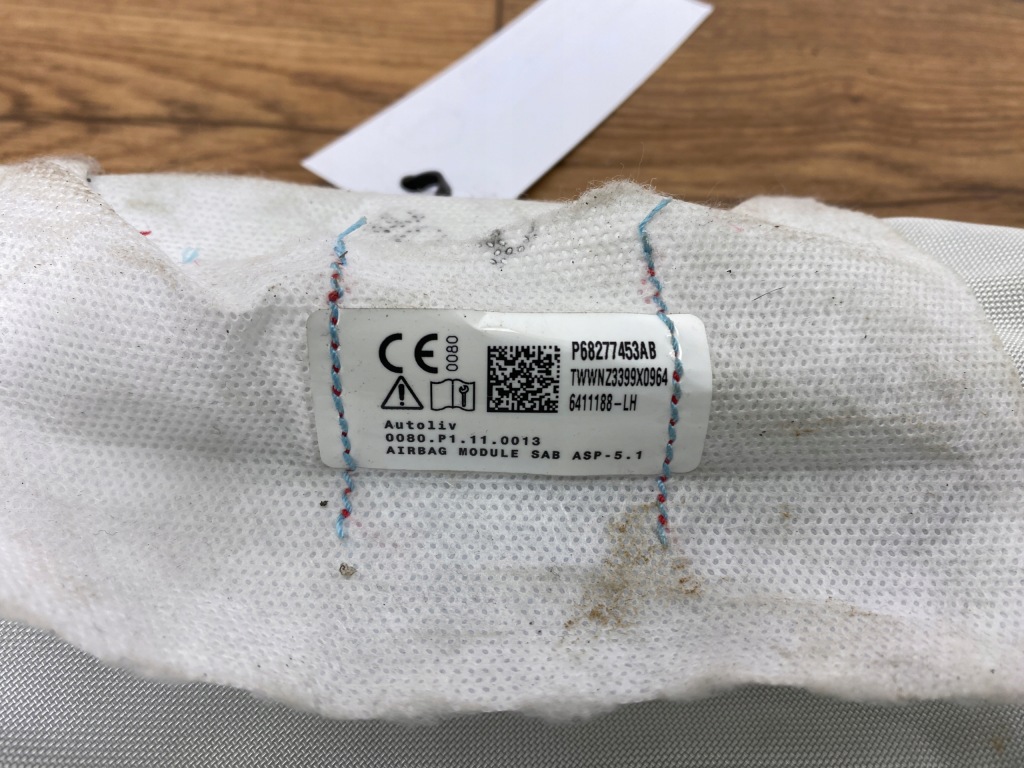 CE 0080
P68277453AB
TWWNZ3399X0964
6411188-LH
Autoliv
0080.P1.11.0013
AIRBAG MODULE SAB ASP-5.1